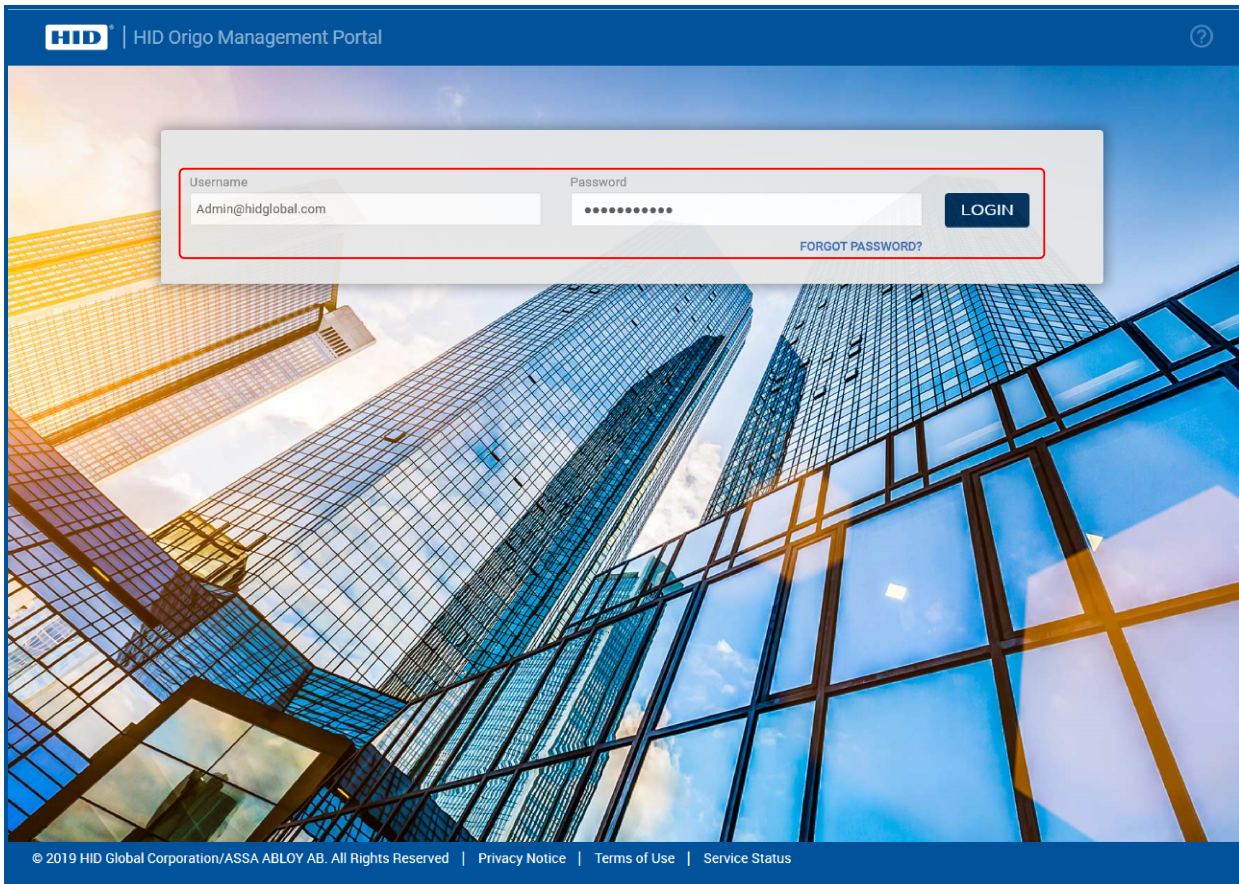 HID | HID Origo Management Portal ?
Username
Password
Admin@hidglobal.com
●●●●●●●●●●●
LOGIN
FORGOT PASSWORD?
© 2019 HID Global Corporation/ASSA ABLOY AB. All Rights Reserved | Privacy Notice | Terms of Use | Service Status